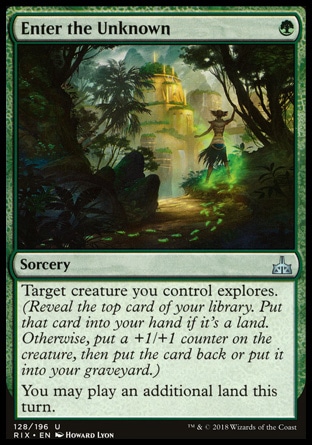 Enter the Unknown
Sorcery
Target creature you control explores.
(Reveal the top card of your library. Put
that card into your hand if it's a land.
Otherwise, put a +1/+1 counter on the
creature, then put the card back or put it
into your graveyard.)
You may play an additional land this
turn.
128/196 U
RIX • EN Howard Lyon
™ & © 2018 Wizards of the Coast